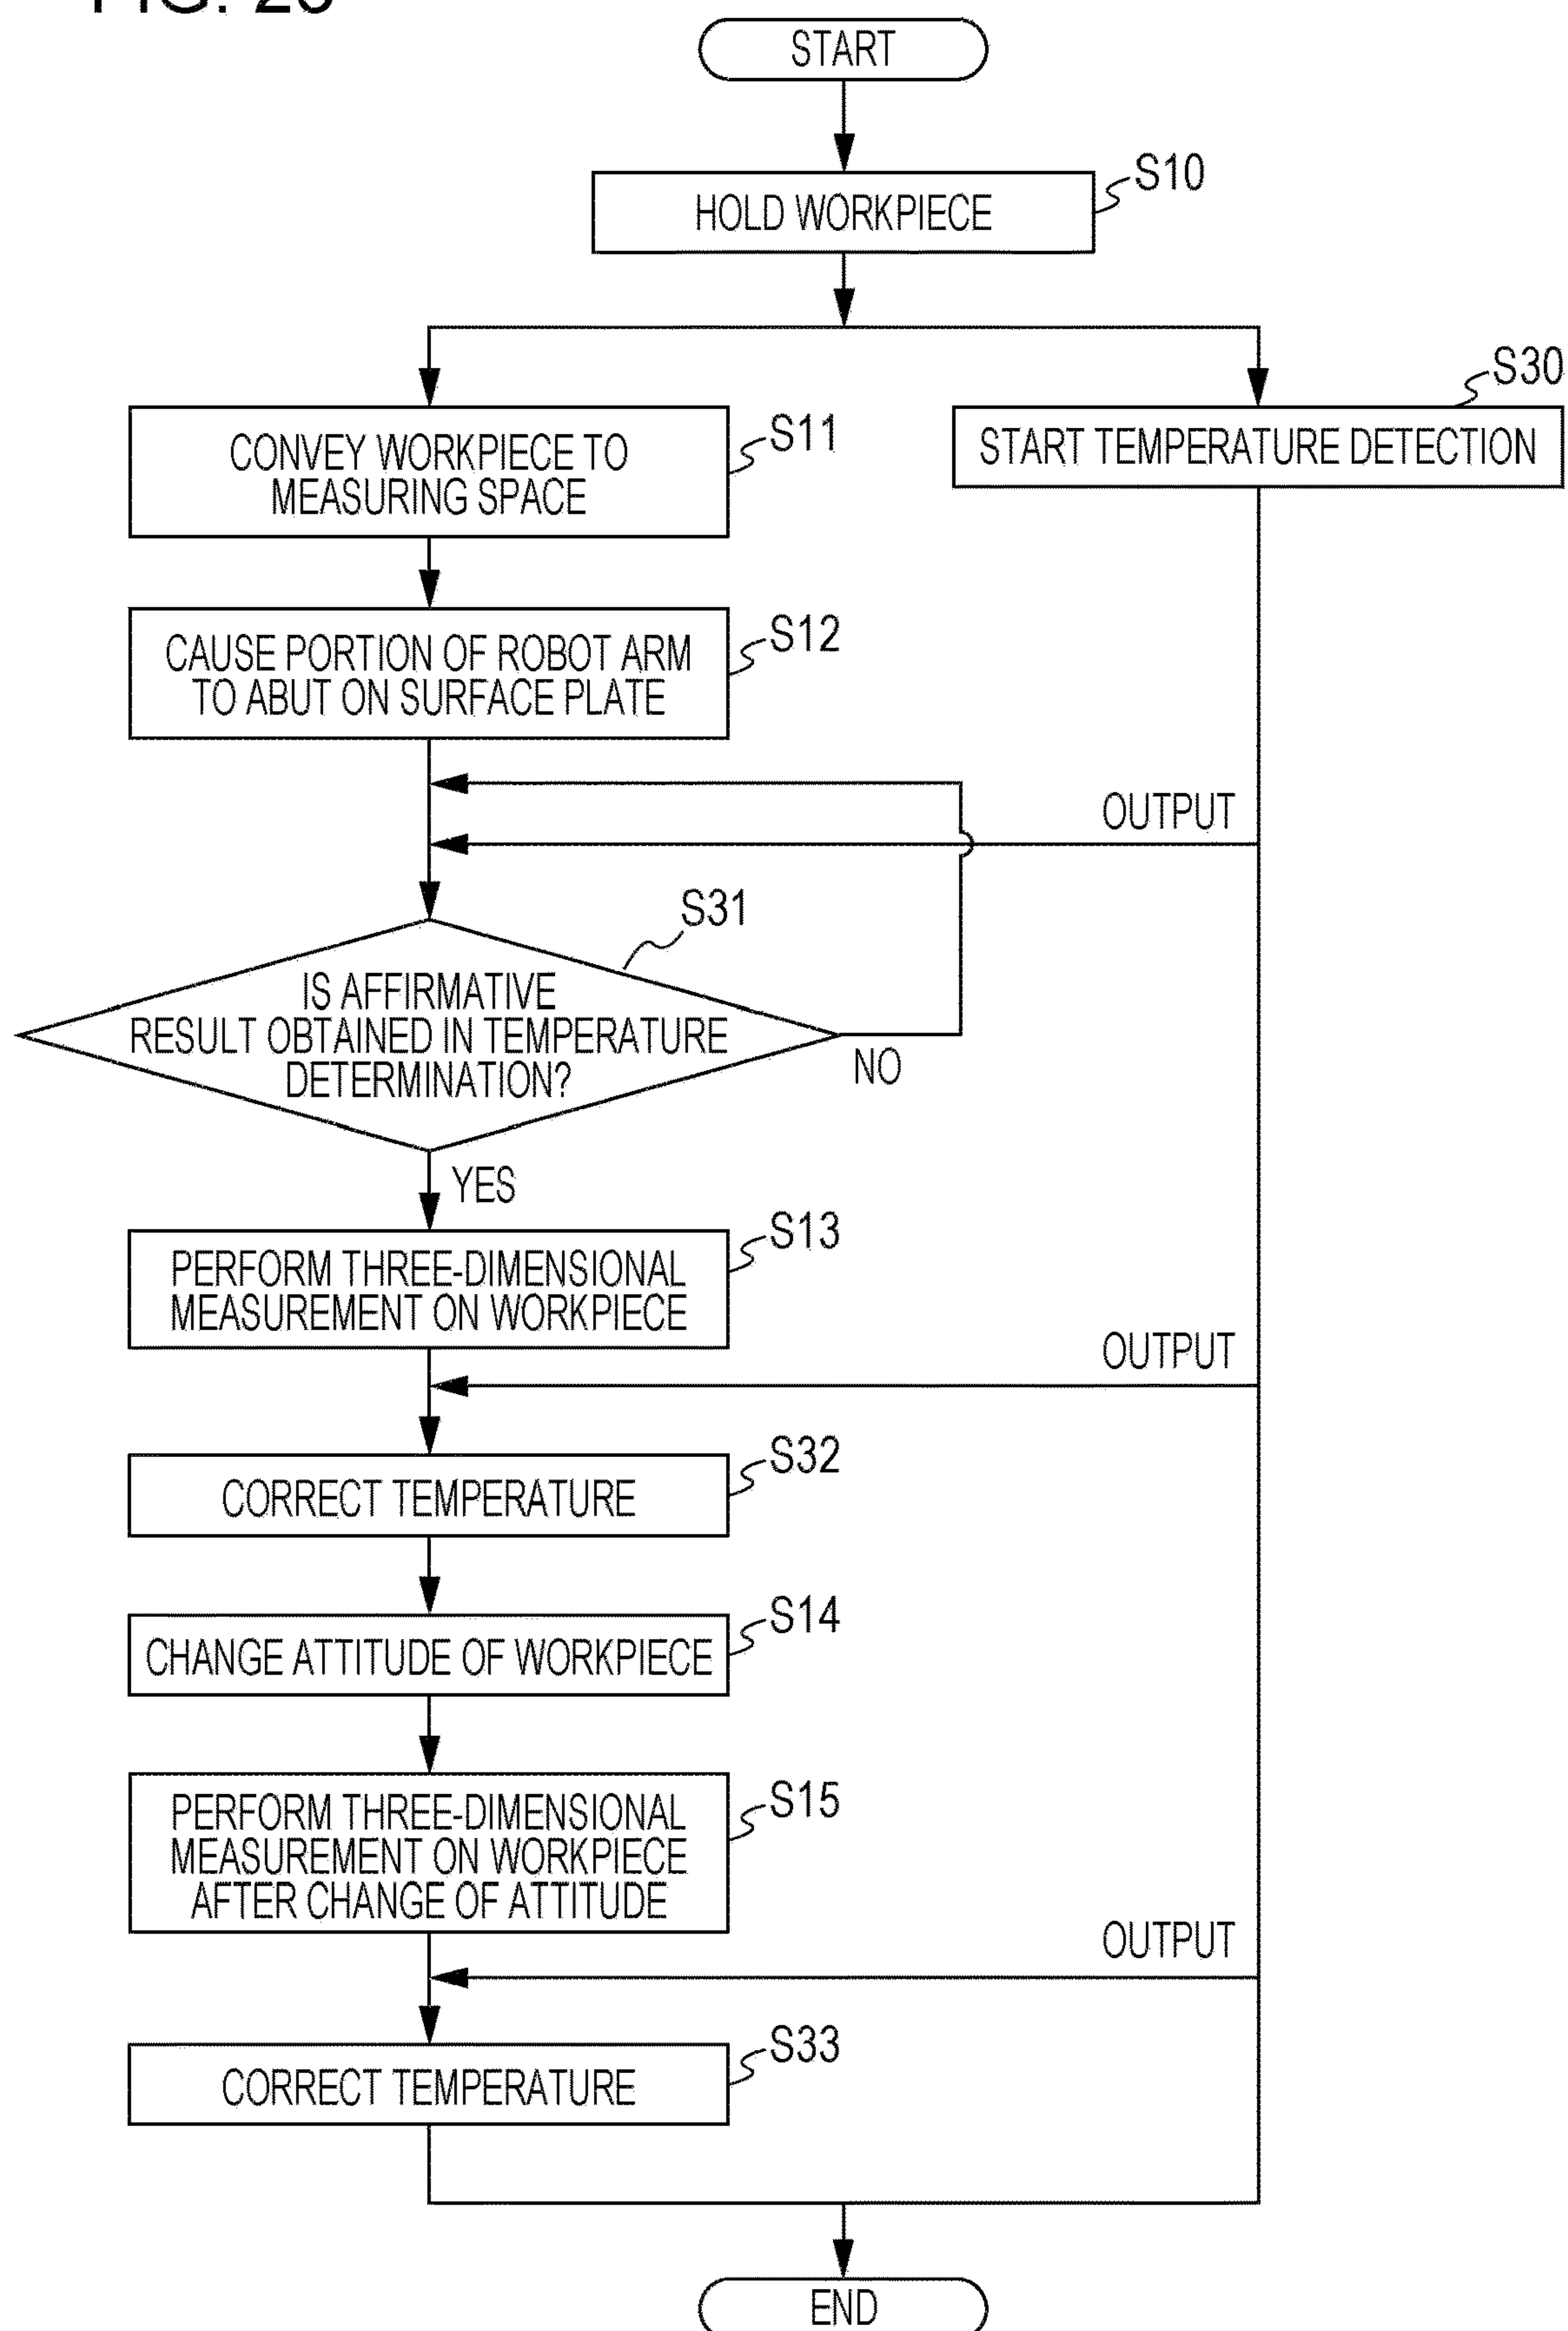 START
HOLD WORKPIECE
S10
CONVEY WORKPIECE TO
MEASURING SPACE
S11
START TEMPERATURE DETECTION
S30
CAUSE PORTION OF ROBOT ARM
TO ABUT ON SURFACE PLATE
S12
OUTPUT
S31
IS AFFIRMATIVE
RESULT OBTAINED IN TEMPERATURE
DETERMINATION?
NO
YES
PERFORM THREE-DIMENSIONAL
MEASUREMENT ON WORKPIECE
S13
OUTPUT
CORRECT TEMPERATURE
S32
CHANGE ATTITUDE OF WORKPIECE
S14
PERFORM THREE-DIMENSIONAL
MEASUREMENT ON WORKPIECE
AFTER CHANGE OF ATTITUDE
S15
OUTPUT
CORRECT TEMPERATURE
S33
END